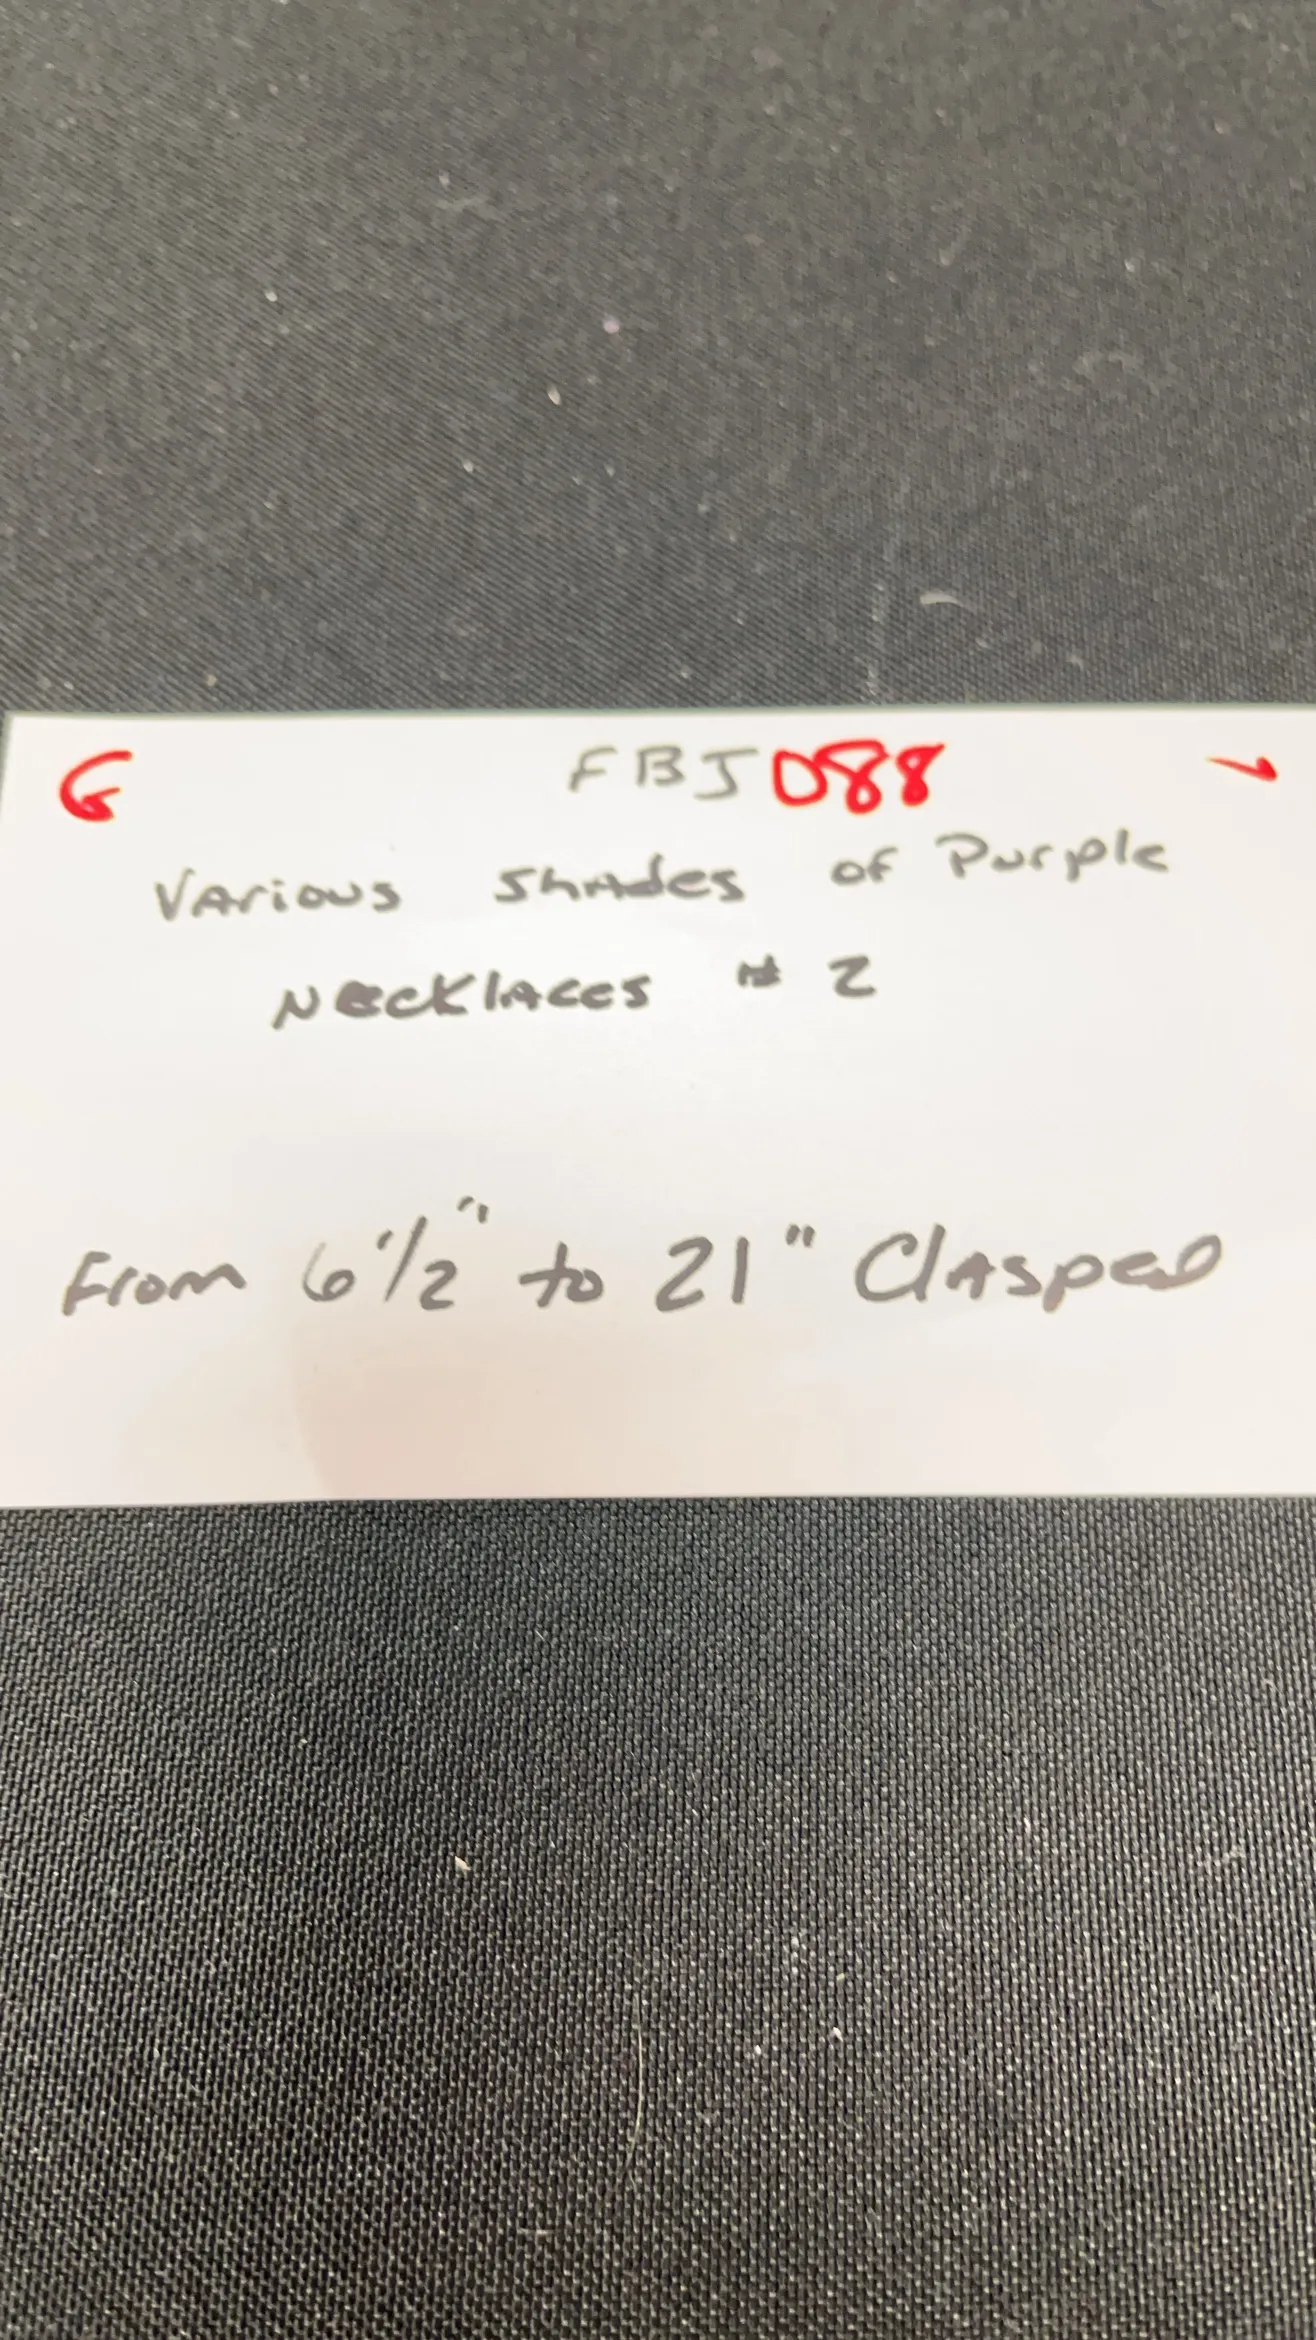 G FBJ088
Various Shades of Purple
Necklaces # 2
From 6 1/2" to 21" Clasped